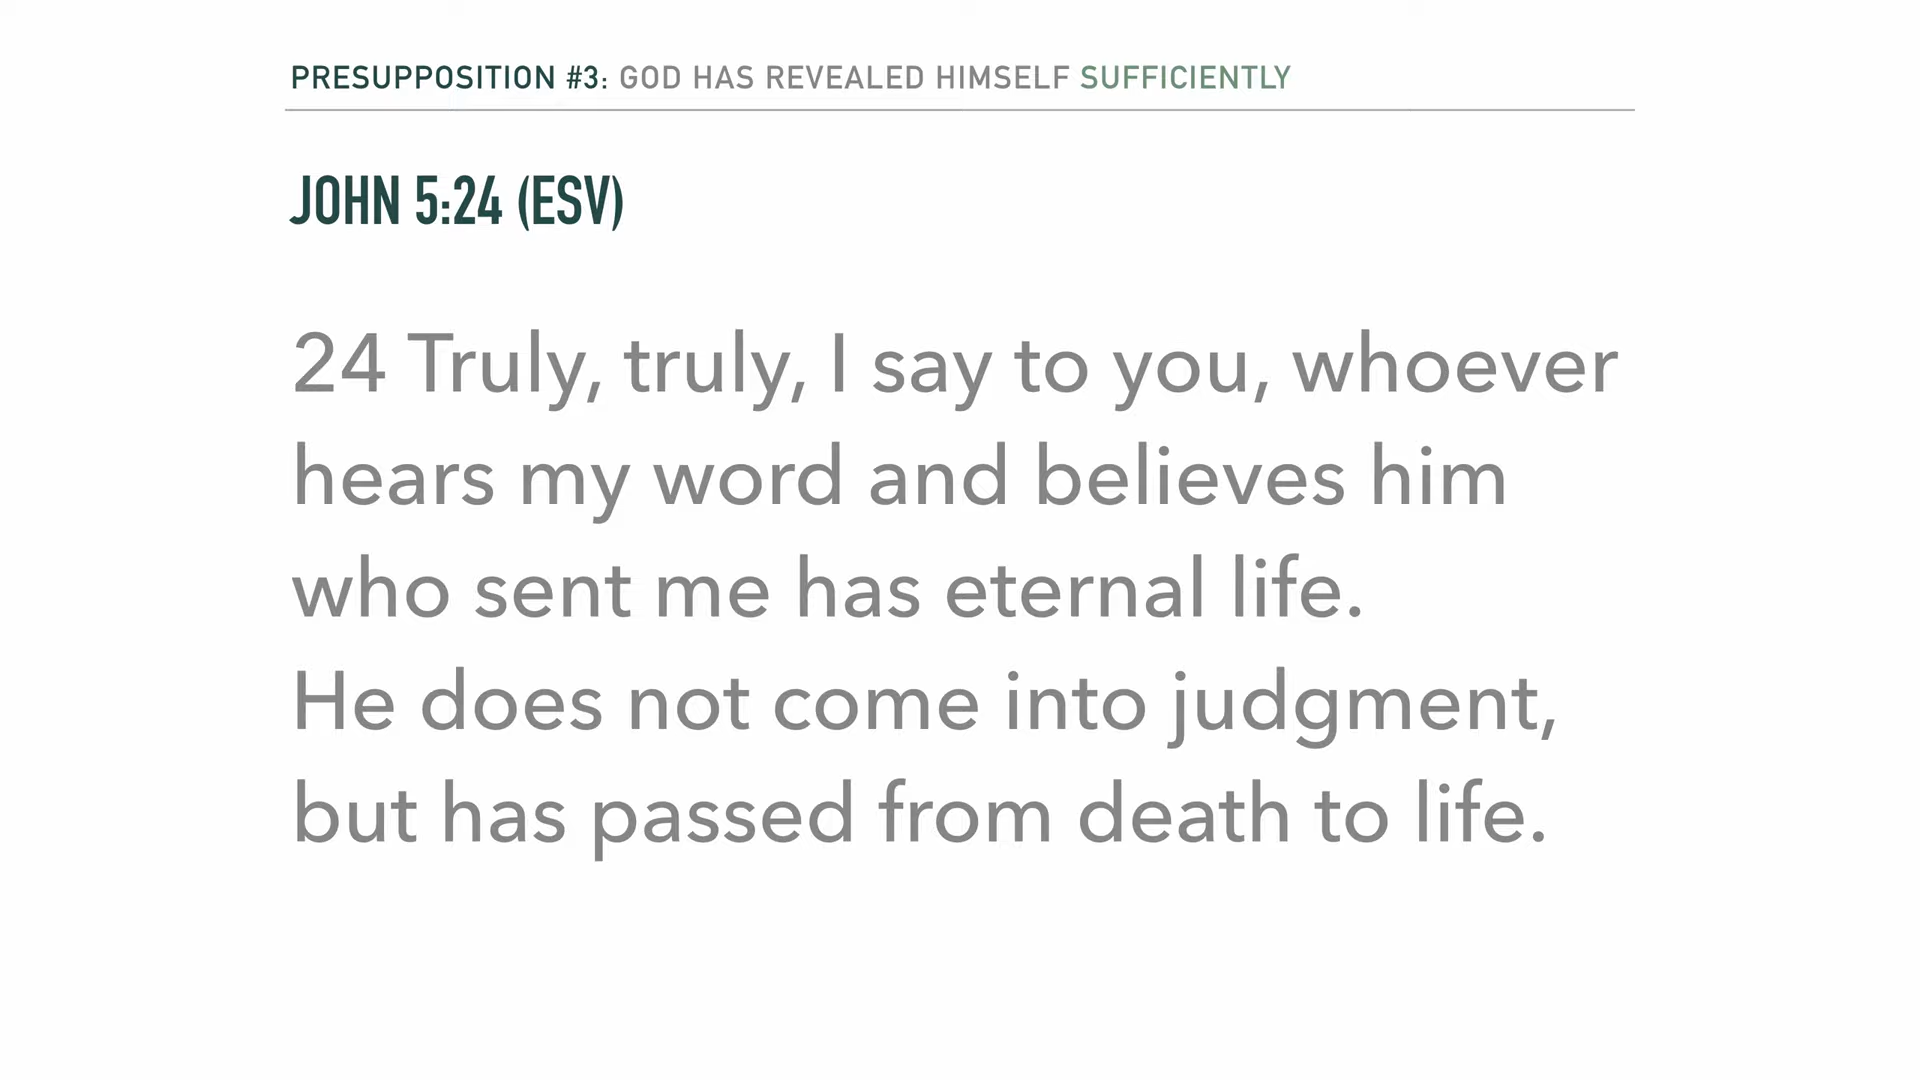 PRESUPPOSITION #3: GOD HAS REVEALED HIMSELF SUFFICIENTLY
JOHN 5:24 (ESV)
24 Truly, truly, I say to you, whoever
hears my word and believes him
who sent me has eternal life.
He does not come into judgment,
but has passed from death to life.